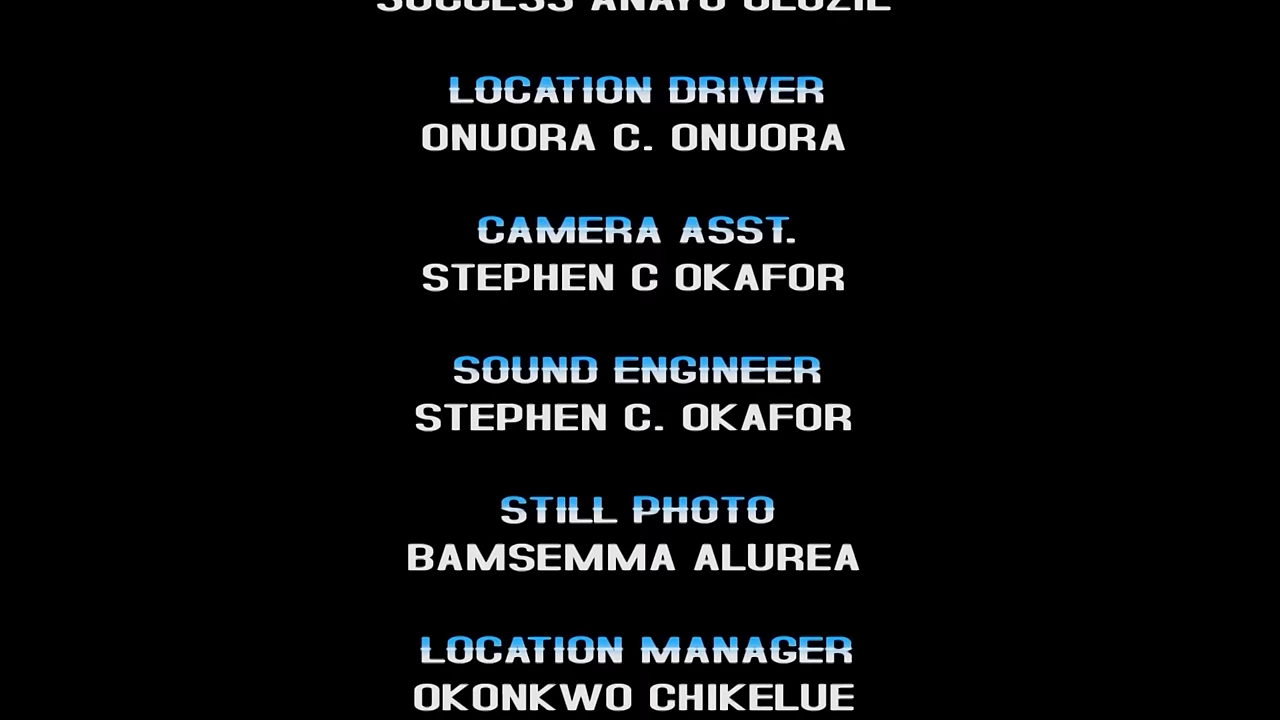 SUCCESS ANAYO
LOCATION DRIVER
ONUORA C. ONUORA
CAMERA ASST.
STEPHEN C OKAFOR
SOUND ENGINEER
STEPHEN C. OKAFOR
STILL PHOTO
BAMSEMMA ALUREA
LOCATION MANAGER
OKONKWO CHIKELUE